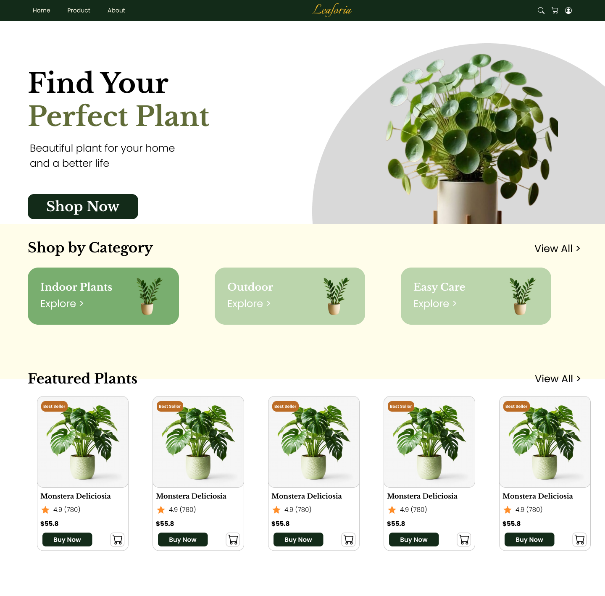 Home Product About Leafaria
Find Your
Perfect Plant
Beautiful plant for your home
and a better life
Shop Now
Shop by Category View All >
Indoor Plants Outdoor Easy Care
Explore > Explore > Explore >
Featured Plants View All >
Best Seller Best Seller Best Seller Best Seller Best Seller
Monstera Deliciosia Monstera Deliciosia Monstera Deliciosia Monstera Deliciosia Monstera Deliciosia
4.9 (780) 4.9 (780) 4.9 (780) 4.9 (780) 4.9 (780)
$55.8 $55.8 $55.8 $55.8 $55.8
Buy Now Buy Now Buy Now Buy Now Buy Now